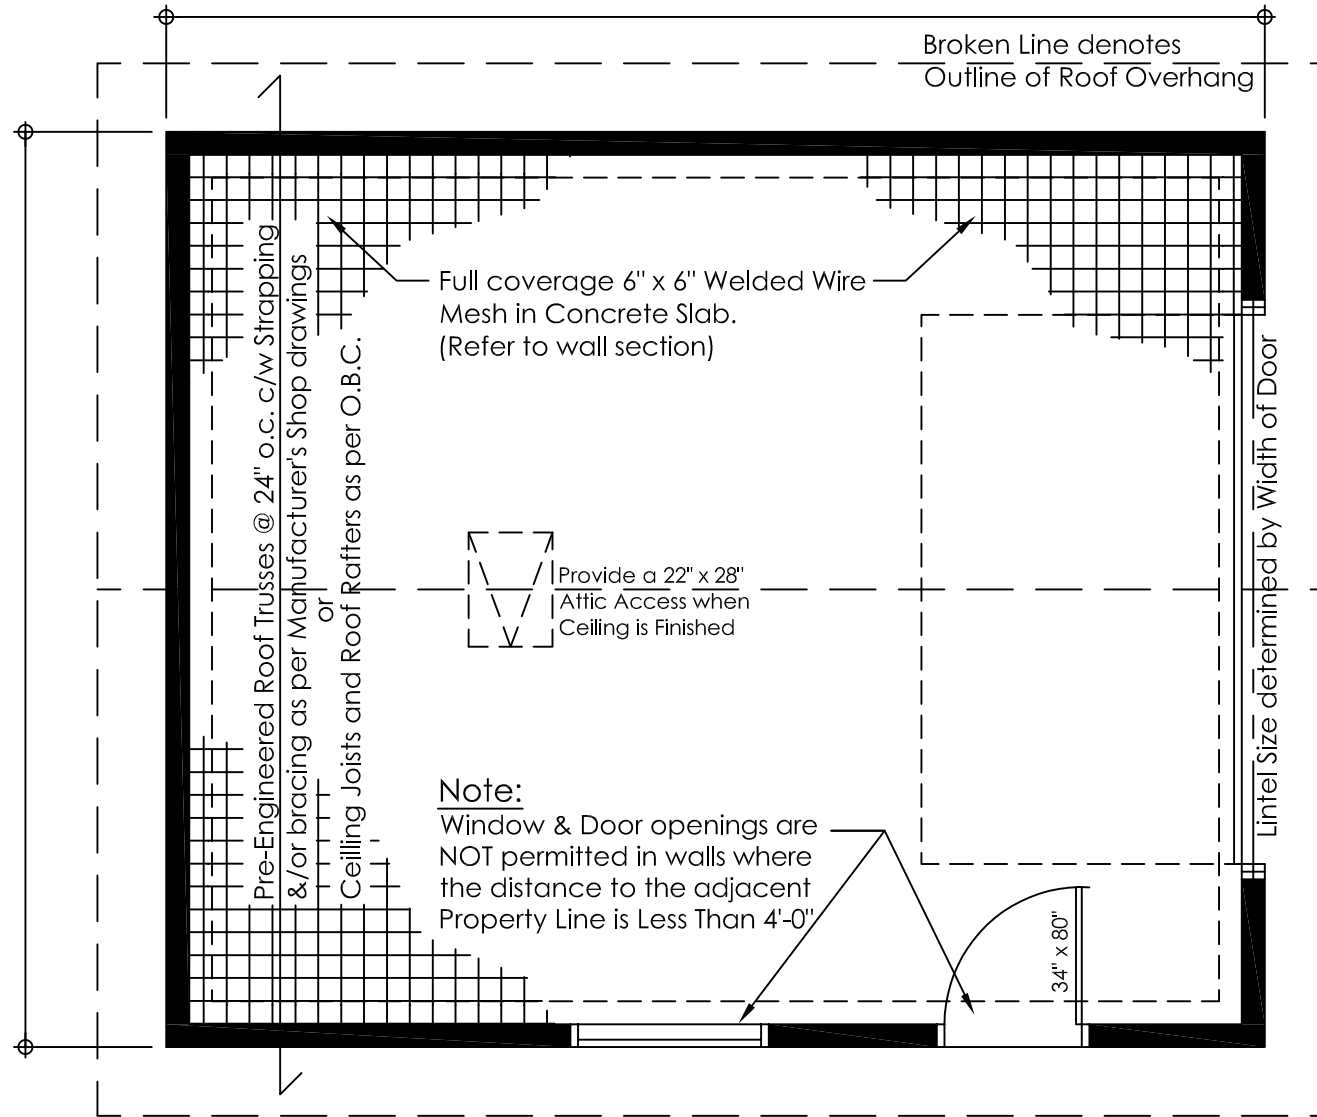 Broken Line denotes
Outline of Roof Overhang
Full coverage 6" x 6" Welded Wire
Mesh in Concrete Slab.
(Refer to wall section)
Pre-Engineered Roof Trusses @ 24" o.c. c/w Strapping
&/or bracing as per Manufacturer's Shop drawings
or
Ceilling Joists and Roof Rafters as per O.B.C.
Lintel Size determined by Width of Door
Provide a 22" x 28"
Attic Access when
Ceiling is Finished
Note:
Window & Door openings are
NOT permitted in walls where
the distance to the adjacent
Property Line is Less Than 4'-0"
34" x 80"